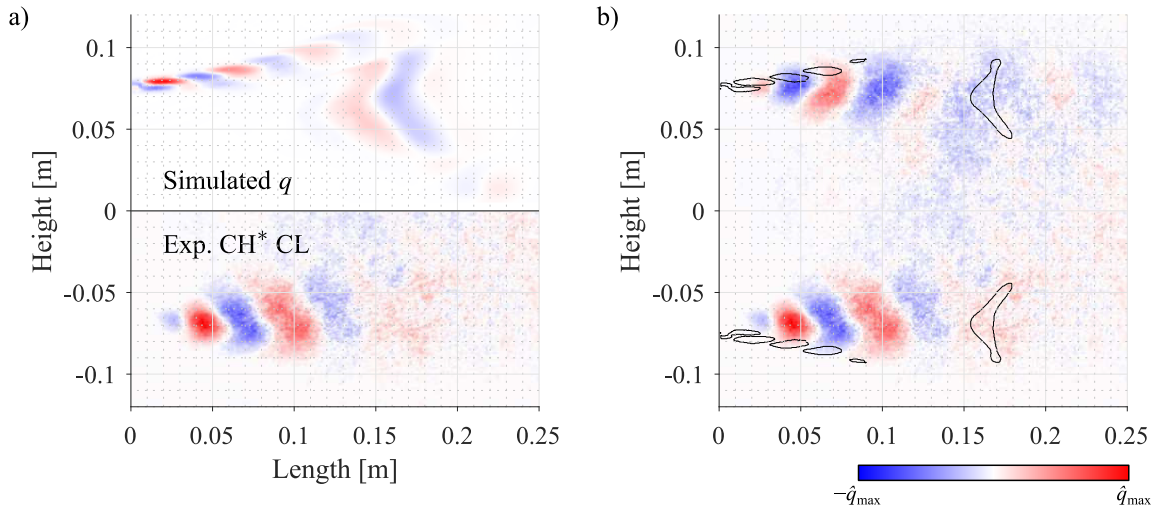 a)
b)
0.1
0.05
0
-0.05
-0.1
Height [m]
Simulated q
Exp. CH* CL
0 0.05 0.1 0.15 0.2 0.25
Length [m]
0.1
0.05
0
-0.05
-0.1
Height [m]
0 0.05 0.1 0.15 0.2 0.25
−q̂max q̂max